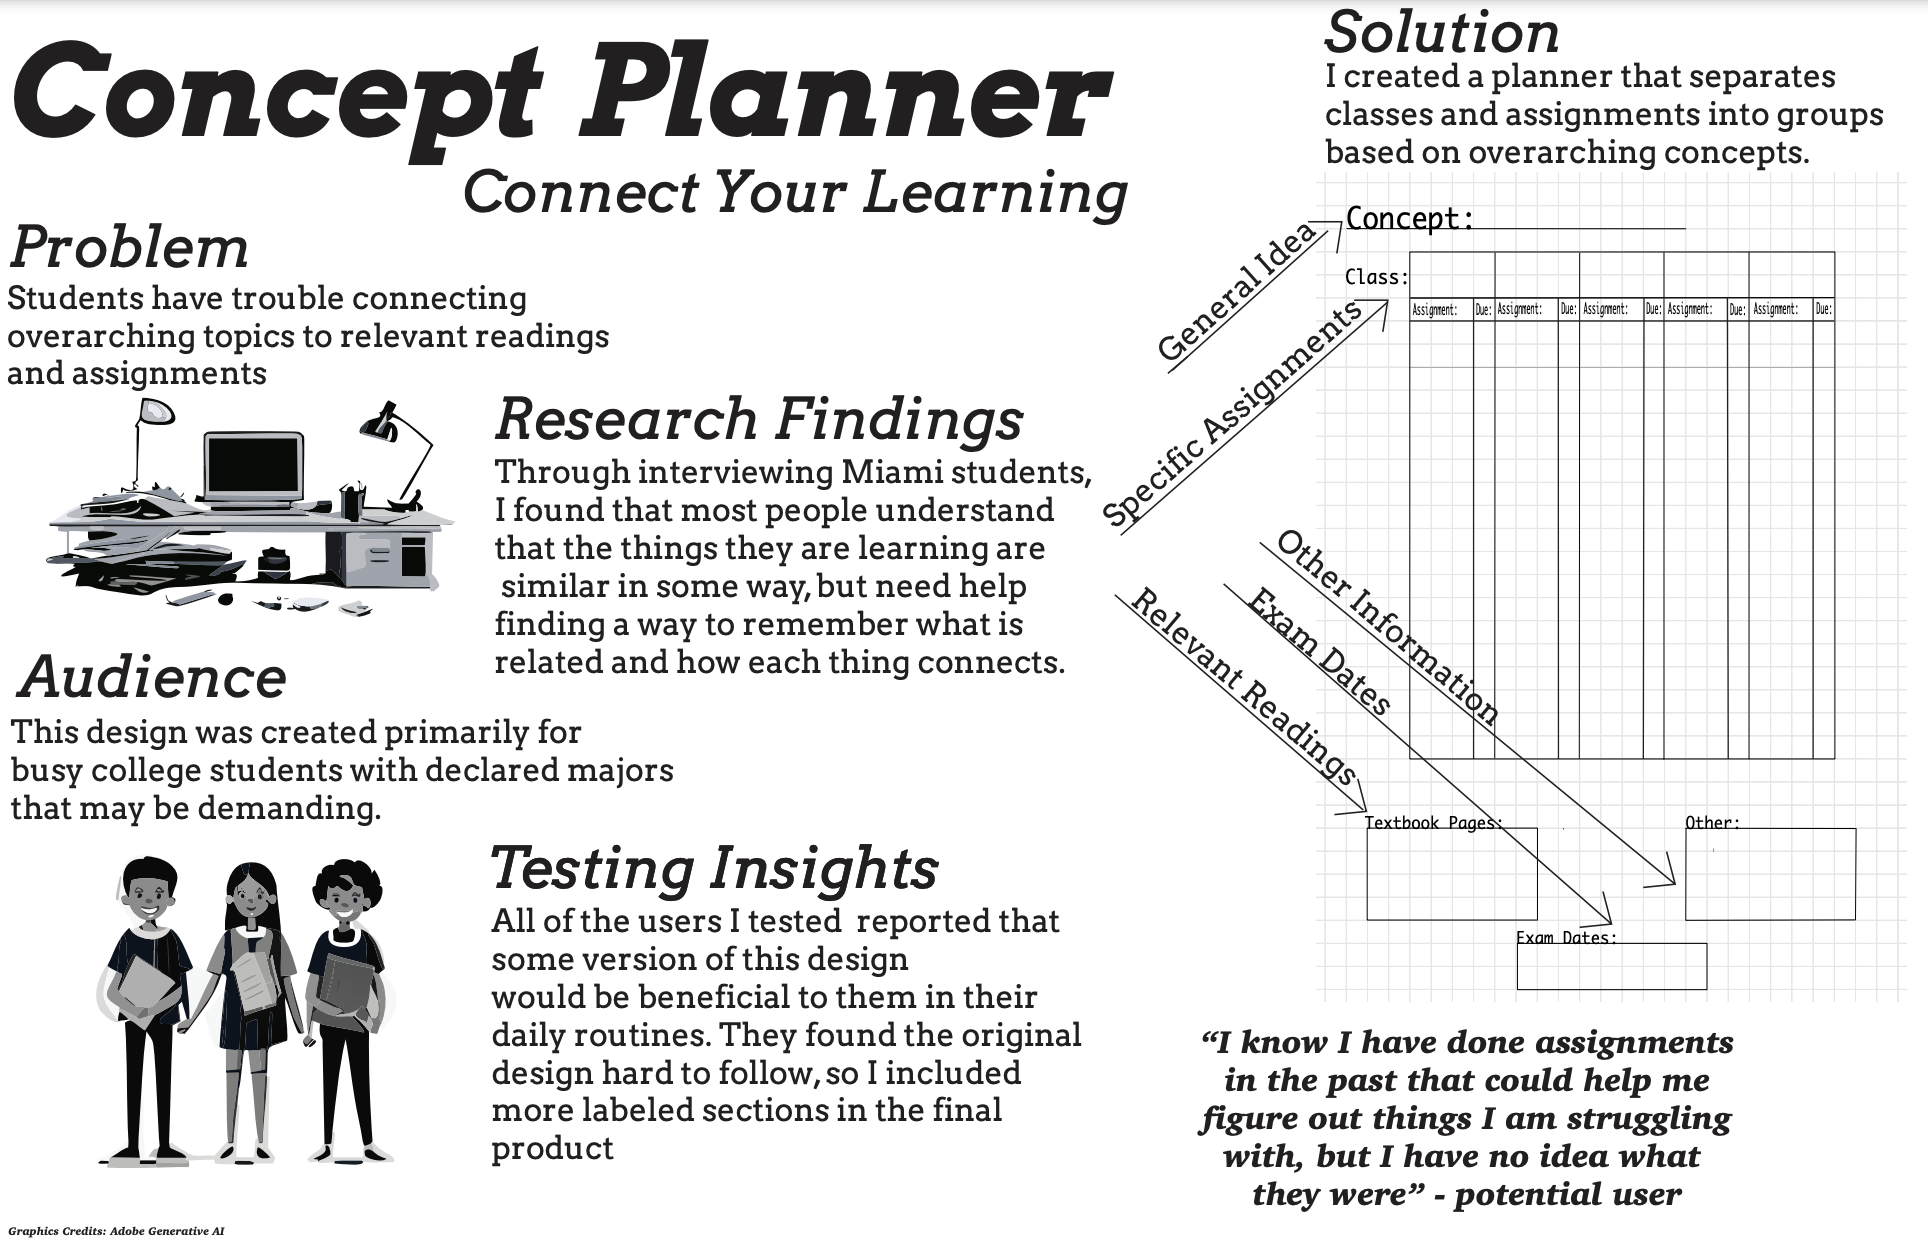 Concept Planner
Connect Your Learning
Problem
Students have trouble connecting
overarching topics to relevant readings
and assignments
Research Findings
Through interviewing Miami students,
I found that most people understand
that the things they are learning are
similar in some way, but need help
finding a way to remember what is
related and how each thing connects.
Audience
This design was created primarily for
busy college students with declared majors
that may be demanding.
Testing Insights
All of the users I tested  reported that
some version of this design
would be beneficial to them in their
daily routines. They found the original
design hard to follow, so I included
more labeled sections in the final
product
Graphics Credits: Adobe Generative AI
Solution
I created a planner that separates
classes and assignments into groups
based on overarching concepts.
General Idea
Specific Assignments
Other Information
Exam Dates
Relevant Readings
Concept:
Class:
Assignment: Due: Assignment: Due: Assignment: Due: Assignment: Due: Assignment: Due:
Textbook Pages:
Other:
Exam Dates:
“I know I have done assignments
in the past that could help me
figure out things I am struggling
with, but I have no idea what
they were” - potential user